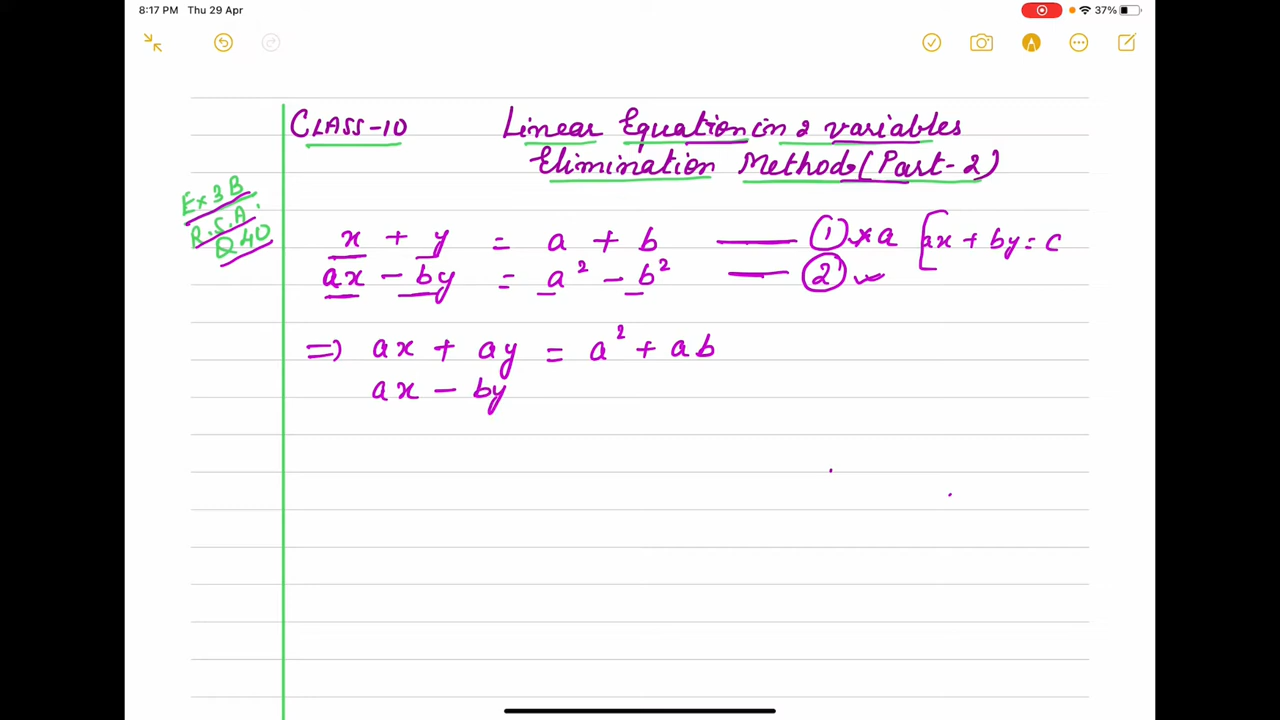 8:17 PM Thu 29 Apr
37%
CLASS-10
Linear Equation in 2 variables
Elimination Method (Part-2)
Ex 3B
R.S.A.
Q 40
x + y = a + b —— ① × a [ax + by = c
ax - by = a² - b² —— ②
⇒ ax + ay = a² + ab
ax - by